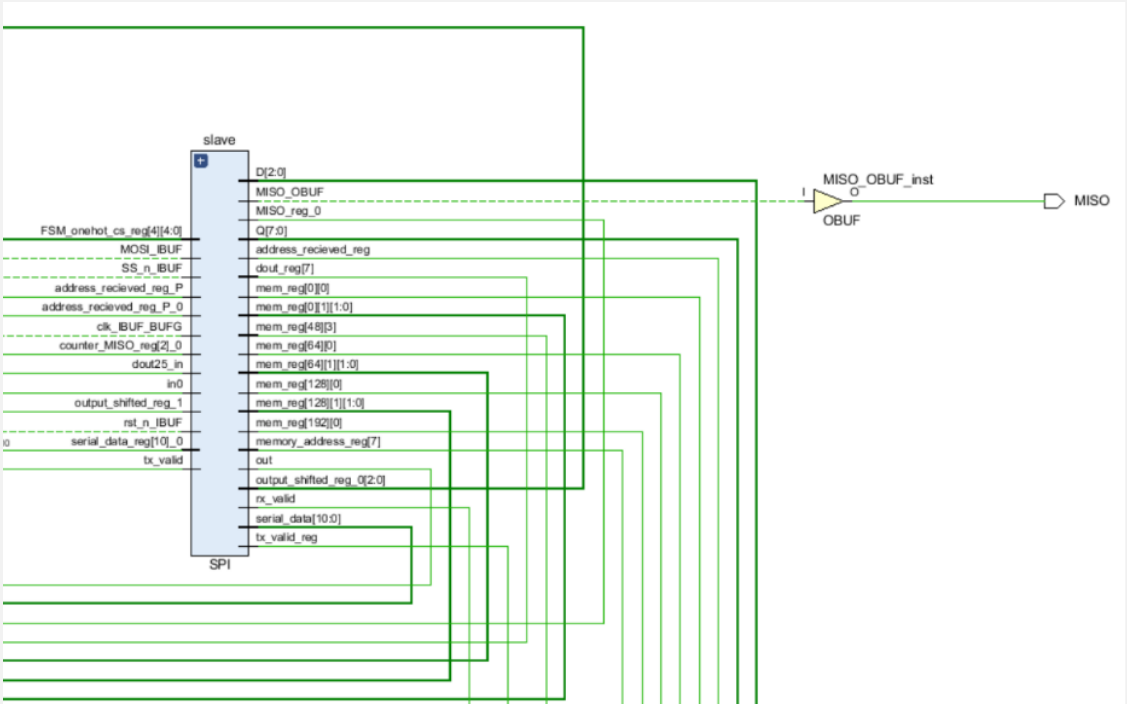 slave
D[2:0]
MISO_OBUF
MISO_reg_0
Q[7:0]
address_recieved_reg
dout_reg[7]
mem_reg[0][0]
mem_reg[0][1][1:0]
mem_reg[48][3]
mem_reg[64][0]
mem_reg[64][1][1:0]
mem_reg[128][0]
mem_reg[128][1][1:0]
mem_reg[192][0]
memory_address_reg[7]
out
output_shifted_reg_0[2:0]
rx_valid
serial_data[10:0]
tx_valid_reg
FSM_onehot_cs_reg[4][4:0]
MOSI_IBUF
SS_n_IBUF
address_recieved_reg_P
address_recieved_reg_P_0
clk_IBUF_BUFG
counter_MISO_reg[2]_0
dout25_in
in0
output_shifted_reg_1
rst_n_IBUF
serial_data_reg[10]_0
tx_valid
SPI
MISO_OBUF_inst
I
O
OBUF
MISO